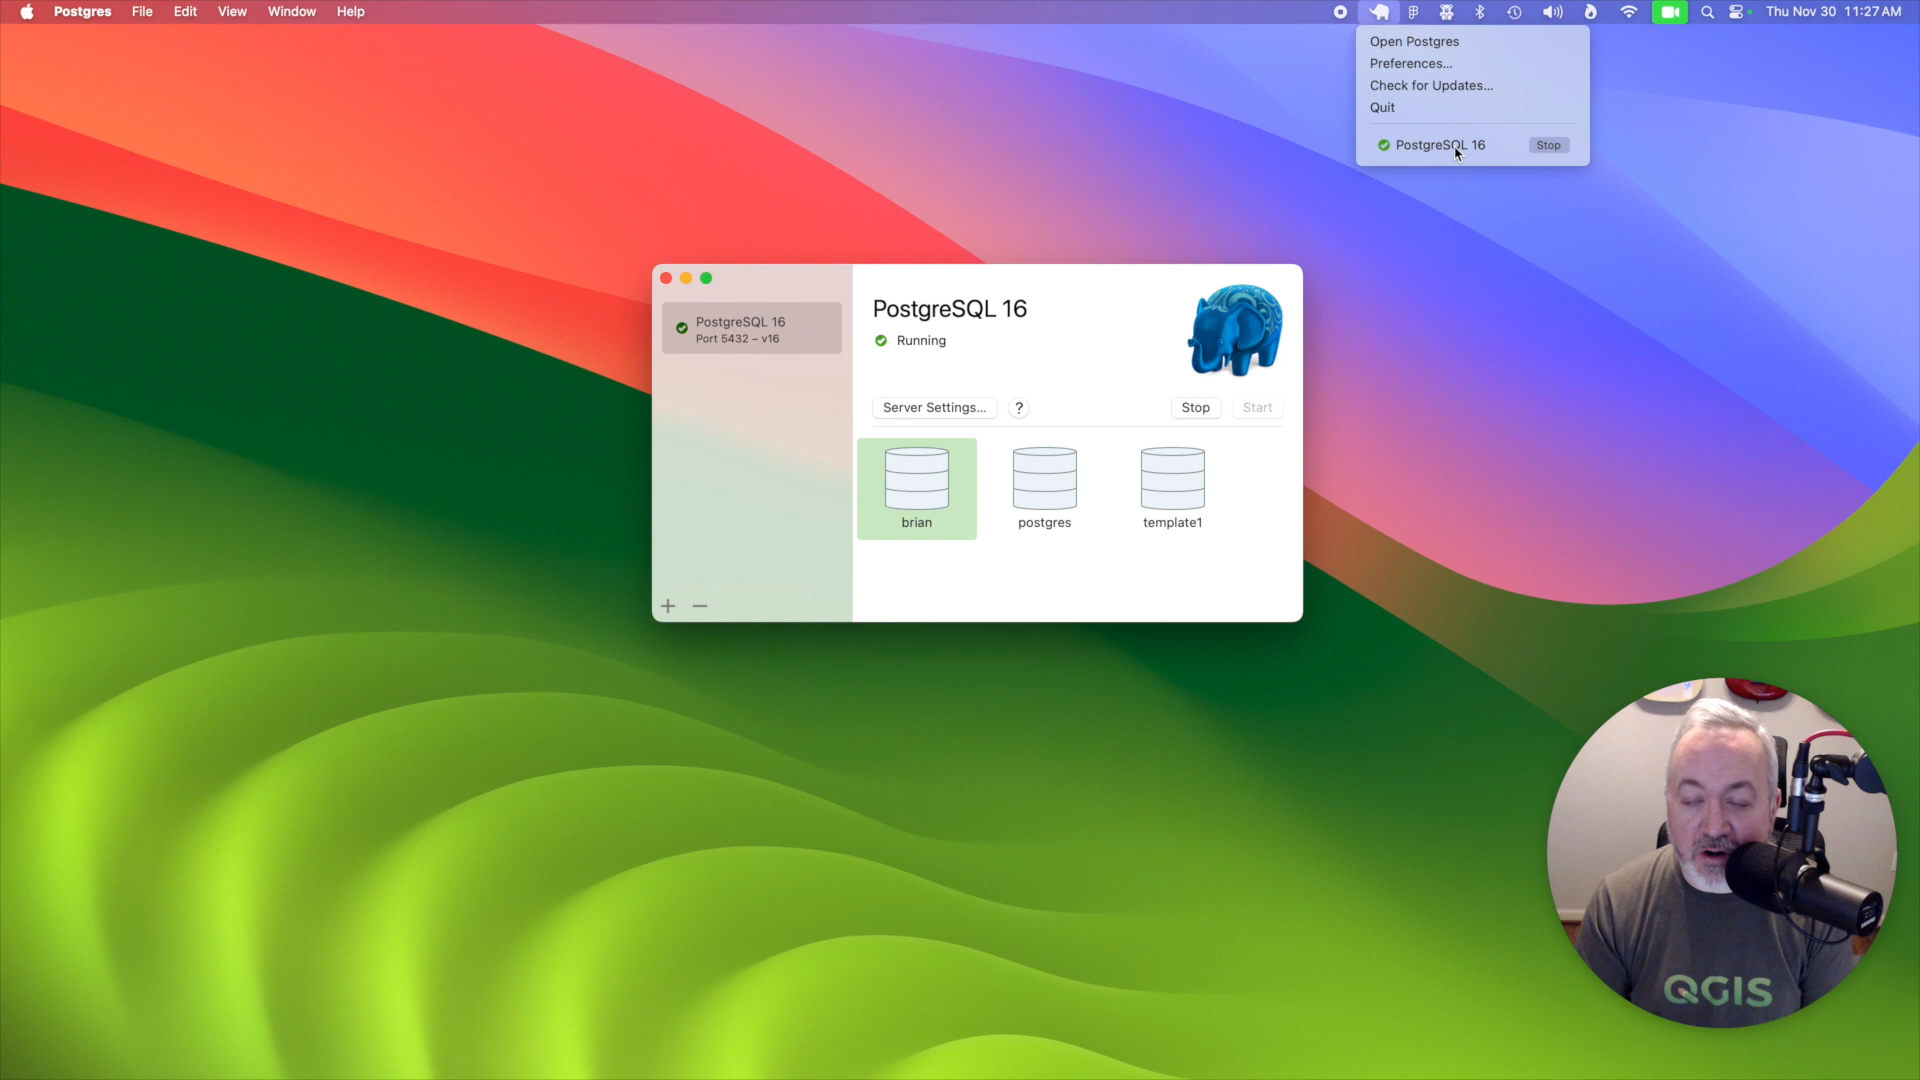 Postgres File Edit View Window Help
Thu Nov 30 11:27 AM
Open Postgres
Preferences...
Check for Updates...
Quit
PostgreSQL 16 Stop
PostgreSQL 16
Port 5432 – v16
PostgreSQL 16
Running
Server Settings... ? Stop Start
brian postgres template1
QGIS